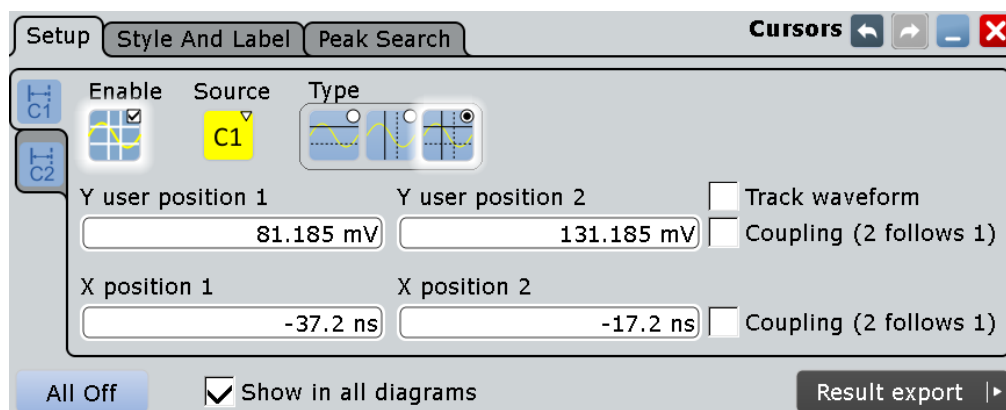 Setup Style And Label Peak Search Cursors
C1
Enable Source Type
C1
C2
Y user position 1 Y user position 2 Track waveform
81.185 mV 131.185 mV Coupling (2 follows 1)
X position 1 X position 2
-37.2 ns -17.2 ns Coupling (2 follows 1)
All Off Show in all diagrams Result export